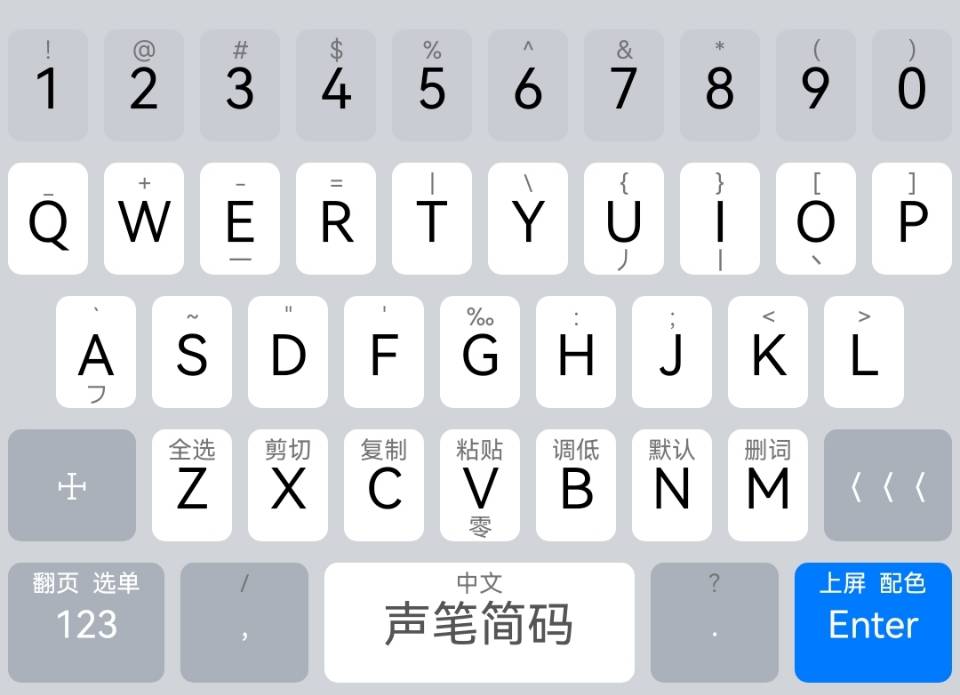 ! @ # $ % ^ & * ( )
1 2 3 4 5 6 7 8 9 0
_ + - = | \ { } [ ]
Q W E R T Y U I O P
一 丿 丨 丶
` ~ " ' ‰ : ; < >
A S D F G H J K L
フ
全选 剪切 复制 粘贴 调低 默认 删词
Z X C V B N M
零
翻页 选单 / 中文 ? 上屏 配色
123 , 声笔简码 . Enter